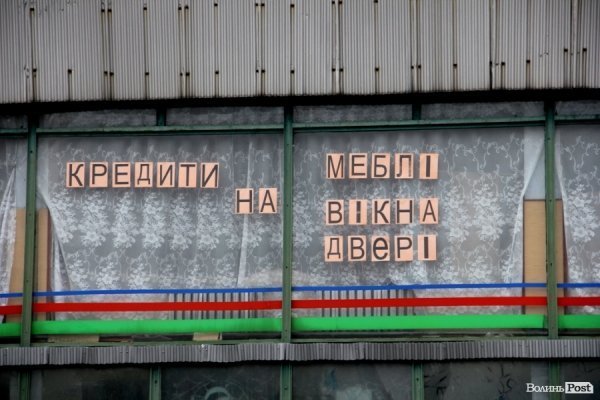 КРЕДИТИ
НА
МЕБЛІ
ВІКНА
ДВЕРІ
ВолиньPost